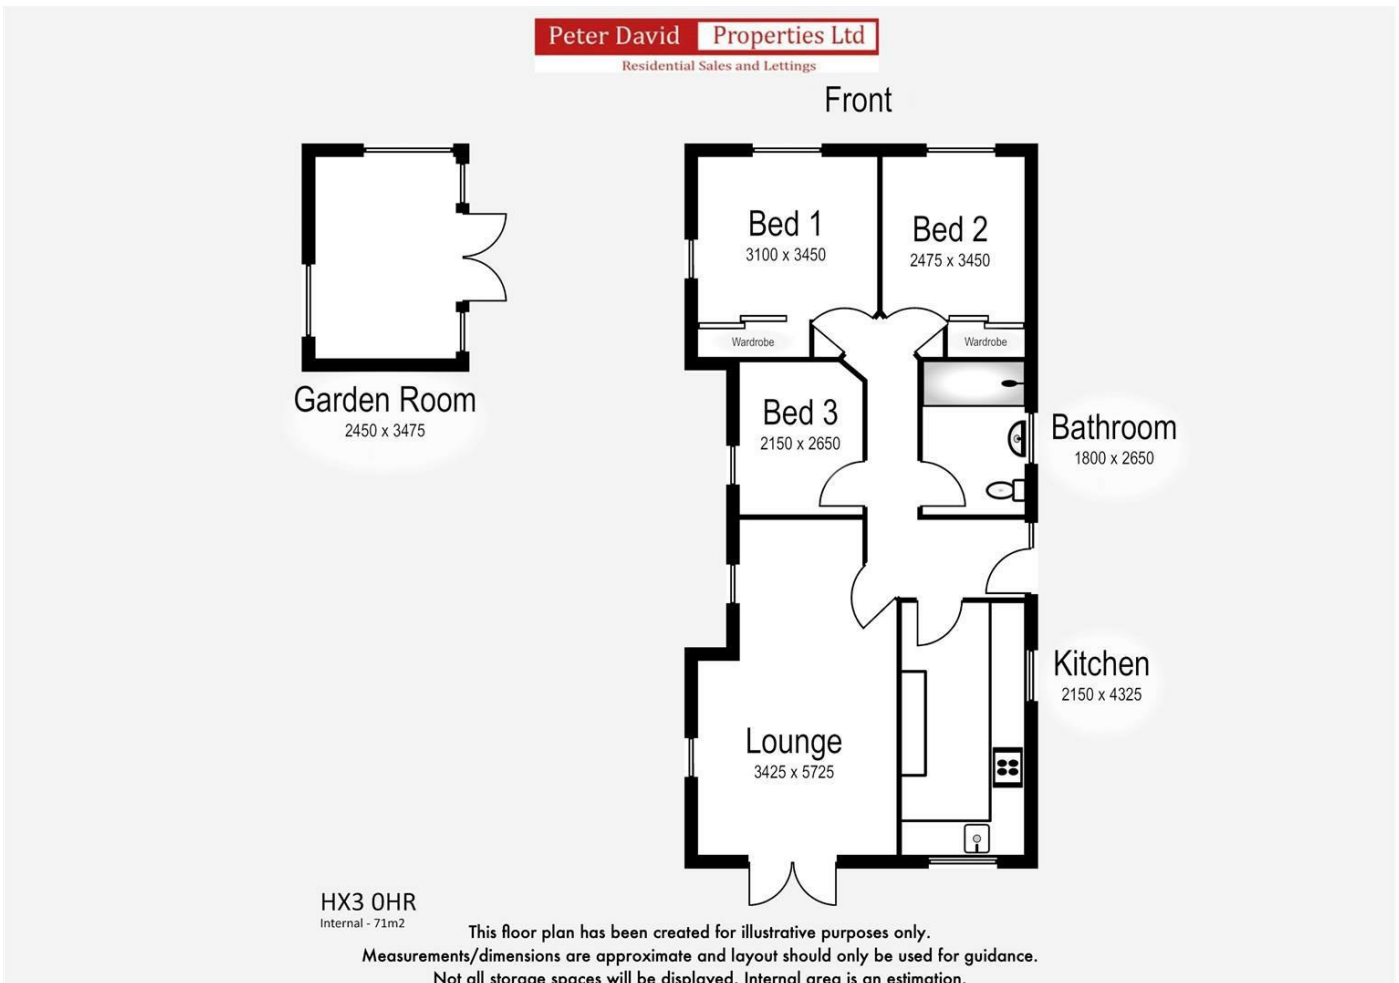 Peter David Properties Ltd
Residential Sales and Lettings
Front
Bed 1
3100 x 3450
Bed 2
2475 x 3450
Wardrobe
Wardrobe
Garden Room
2450 x 3475
Bed 3
2150 x 2650
Bathroom
1800 x 2650
Kitchen
2150 x 4325
Lounge
3425 x 5725
HX3 0HR
Internal - 71m2
This floor plan has been created for illustrative purposes only.
Measurements/dimensions are approximate and layout should only be used for guidance.
Not all storage spaces will be displayed. Internal area is an estimation.